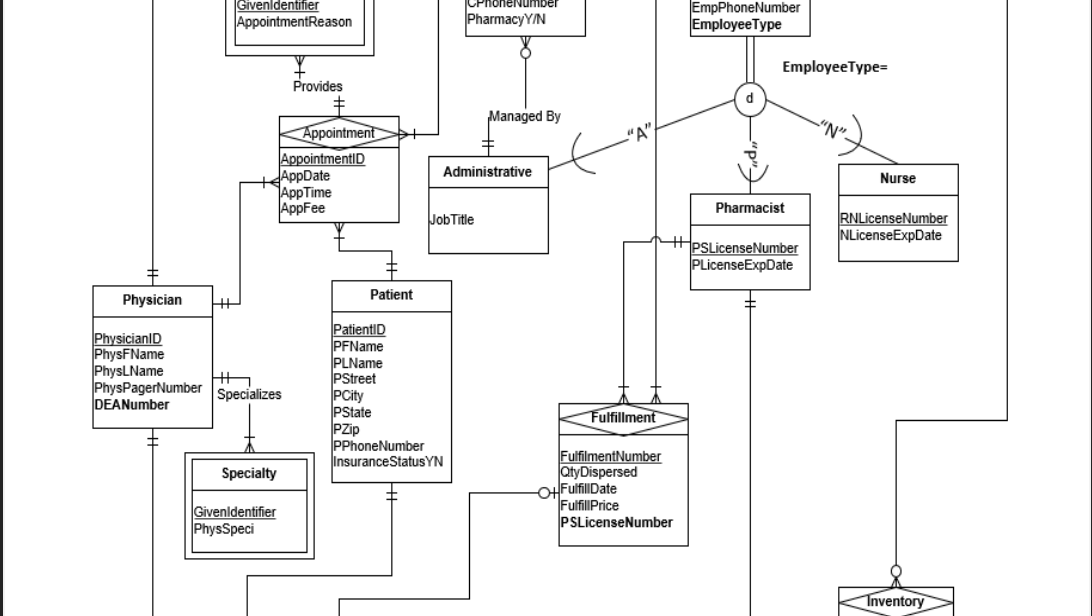 GivenIdentifier
AppointmentReason
CPhoneNumber
PharmacyY/N
EmpPhoneNumber
EmployeeType
EmployeeType=
Provides
d
Managed By
"A"
"P"
"N"
Appointment
AppointmentID
AppDate
AppTime
AppFee
Administrative
JobTitle
Pharmacist
PSLicenseNumber
PLicenseExpDate
Nurse
RNLicenseNumber
NLicenseExpDate
Physician
PhysicianID
PhysFName
PhysLName
PhysPagerNumber
DEANumber
Specializes
Patient
PatientID
PFName
PLName
PStreet
PCity
PState
PZip
PPhoneNumber
InsuranceStatusYN
Fulfillment
FulfilmentNumber
QtyDispersed
FulfillDate
FulfillPrice
PSLicenseNumber
Specialty
GivenIdentifier
PhysSpeci
Inventory